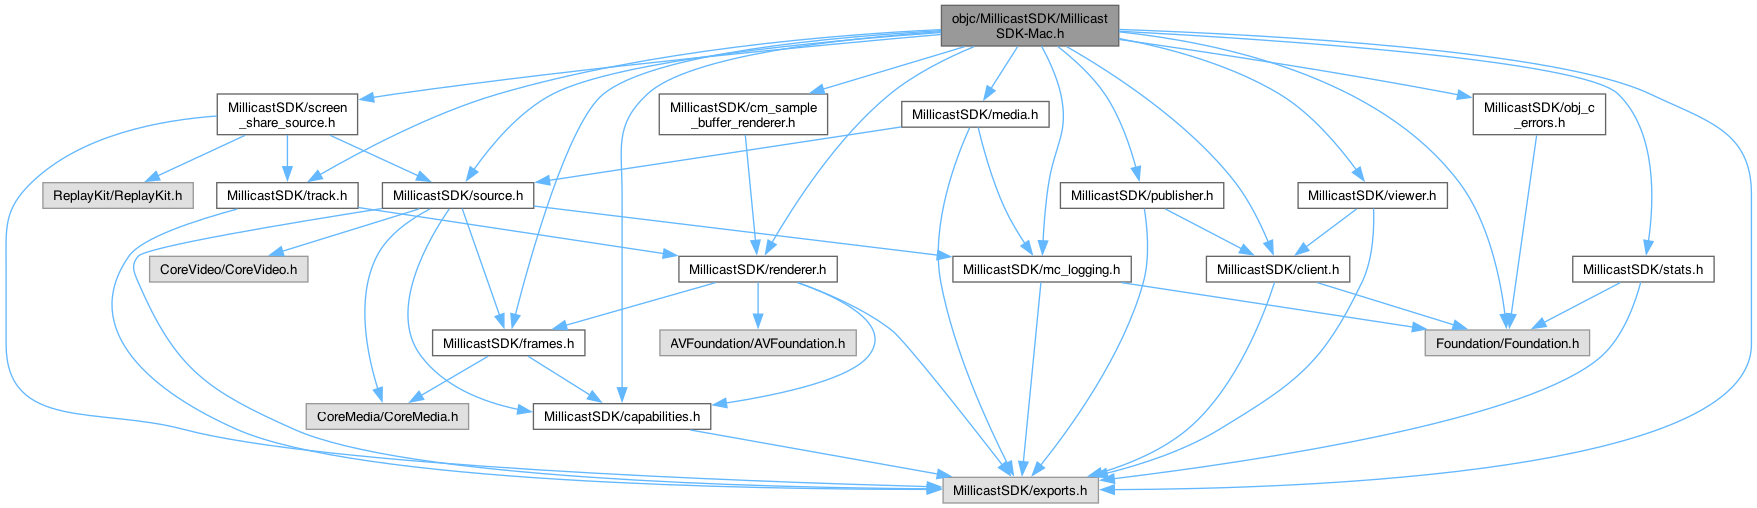 objc/MillicastSDK/Millicast
SDK-Mac.h
MillicastSDK/screen
_share_source.h
MillicastSDK/cm_sample
_buffer_renderer.h
MillicastSDK/media.h
MillicastSDK/obj_c
_errors.h
ReplayKit/ReplayKit.h
MillicastSDK/track.h
MillicastSDK/source.h
MillicastSDK/publisher.h
MillicastSDK/viewer.h
CoreVideo/CoreVideo.h
MillicastSDK/renderer.h
MillicastSDK/mc_logging.h
MillicastSDK/client.h
MillicastSDK/stats.h
MillicastSDK/frames.h
AVFoundation/AVFoundation.h
Foundation/Foundation.h
CoreMedia/CoreMedia.h
MillicastSDK/capabilities.h
MillicastSDK/exports.h